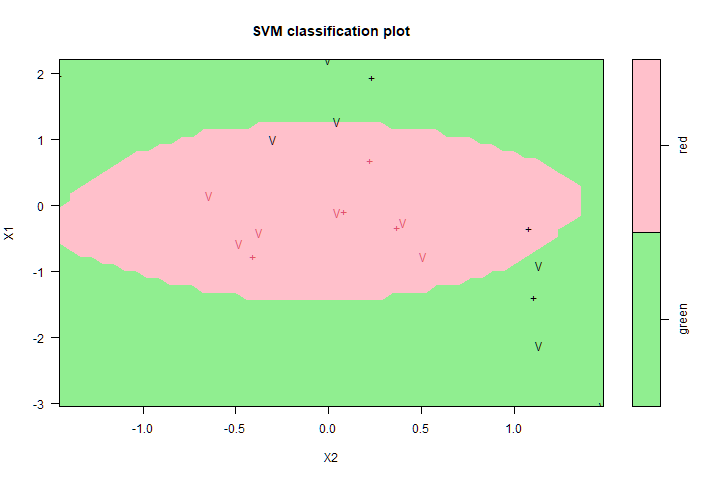 SVM classification plot
2
1
0
-1
-2
-3
X1
-1.0
-0.5
0.0
0.5
1.0
X2
red
green
V
V
V
V
V
V
V
V
V
V
V